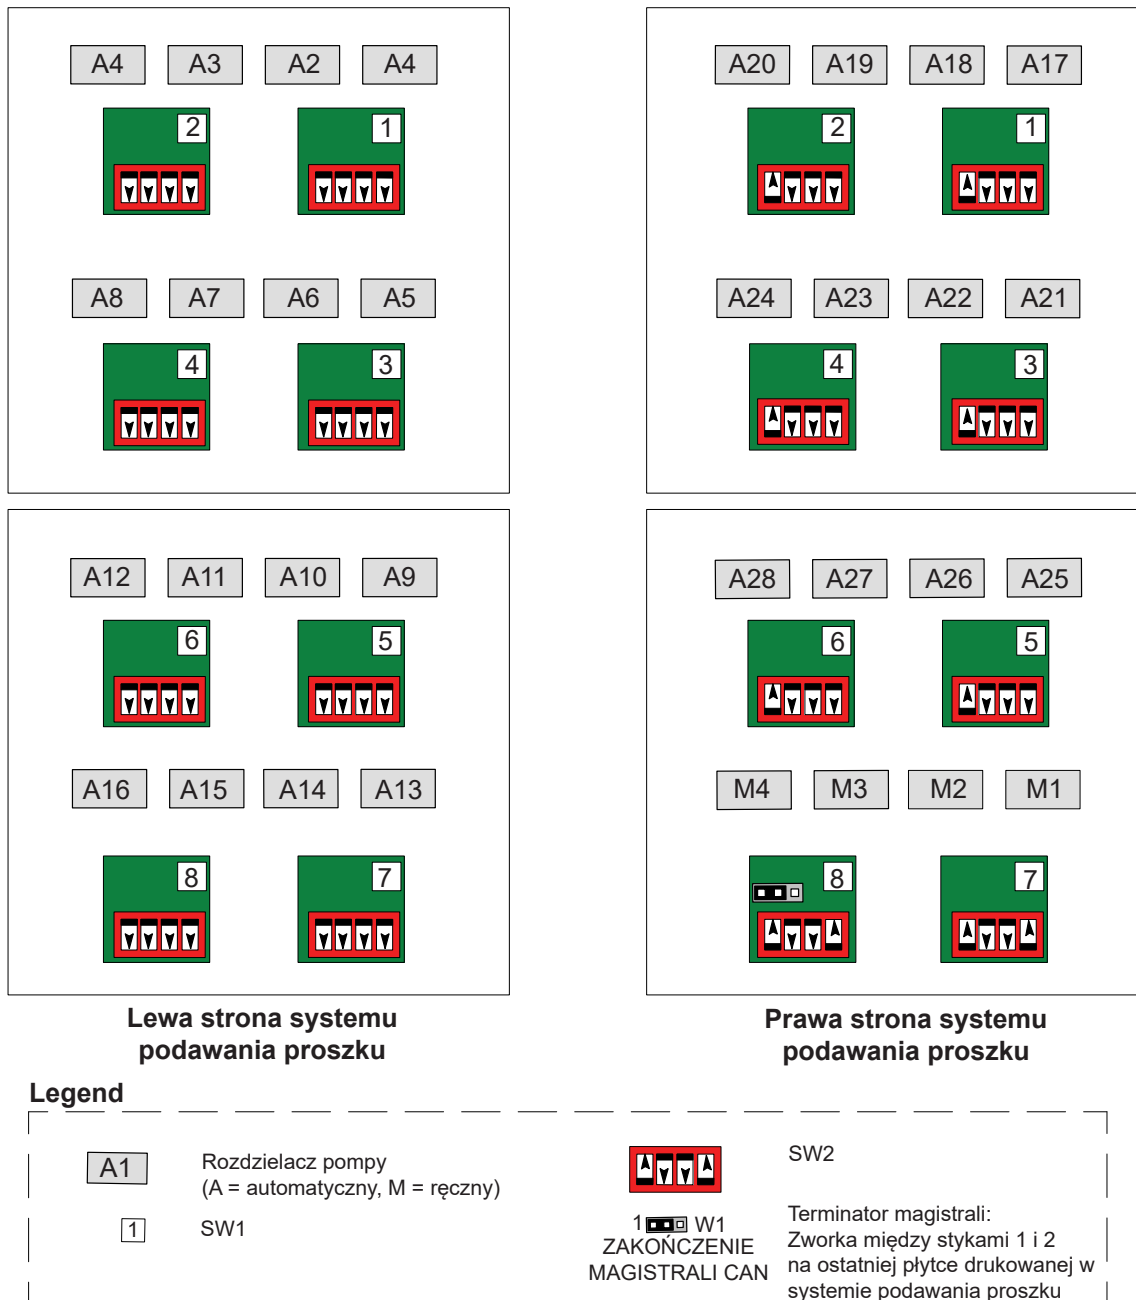 A4 A3 A2 A4
2 1
A8 A7 A6 A5
4 3
A12 A11 A10 A9
6 5
A16 A15 A14 A13
8 7
Lewa strona systemu
podawania proszku
A20 A19 A18 A17
2 1
A24 A23 A22 A21
4 3
A28 A27 A26 A25
6 5
M4 M3 M2 M1
8 7
Prawa strona systemu
podawania proszku
Legend
A1
Rozdzielacz pompy
(A = automatyczny, M = ręczny)
1 SW1
SW2
1 W1
ZAKOŃCZENIE
MAGISTRALI CAN
Terminator magistrali:
Zworka między stykami 1 i 2
na ostatniej płytce drukowanej w
systemie podawania proszku